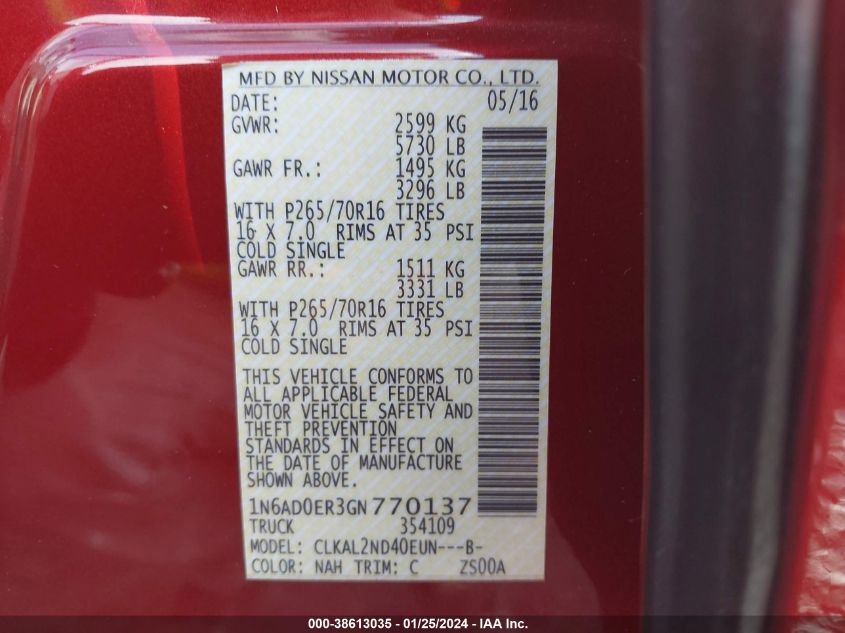 MFD BY NISSAN MOTOR CO., LTD.
DATE: 05/16
GVWR: 2599 KG
5730 LB
GAWR FR.: 1495 KG
3296 LB
WITH P265/70R16 TIRES
16 X 7.0 RIMS AT 35 PSI
COLD SINGLE
GAWR RR.: 1511 KG
3331 LB
WITH P265/70R16 TIRES
16 X 7.0 RIMS AT 35 PSI
COLD SINGLE
THIS VEHICLE CONFORMS TO
ALL APPLICABLE FEDERAL
MOTOR VEHICLE SAFETY AND
THEFT PREVENTION
STANDARDS IN EFFECT ON
THE DATE OF MANUFACTURE
SHOWN ABOVE.
1N6AD0ER3GN770137
TRUCK 354109
MODEL: CLKAL2ND40EUN---B-
COLOR: NAH TRIM: C ZS00A
000-38613035 - 01/25/2024 - IAA Inc.